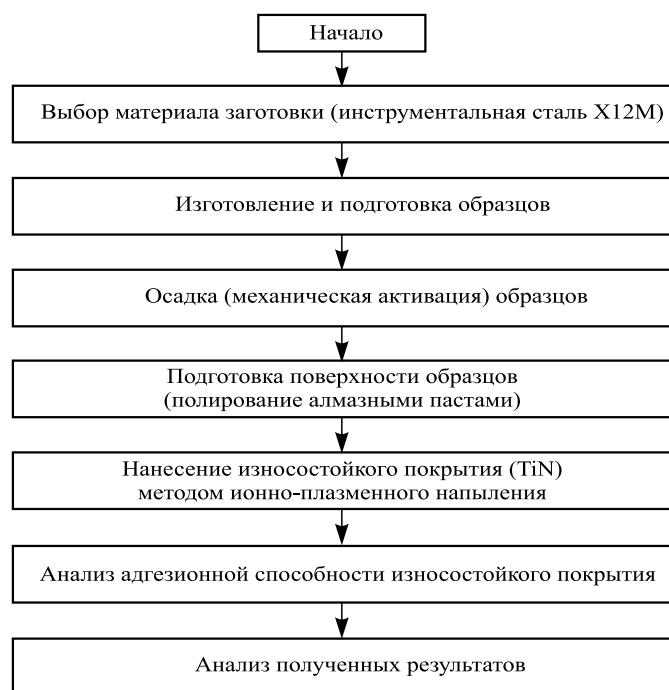 Начало
Выбор материала заготовки (инструментальная сталь Х12М)
Изготовление и подготовка образцов
Осадка (механическая активация) образцов
Подготовка поверхности образцов
(полирование алмазными пастами)
Нанесение износостойкого покрытия (TiN)
методом ионно-плазменного напыления
Анализ адгезионной способности износостойкого покрытия
Анализ полученных результатов